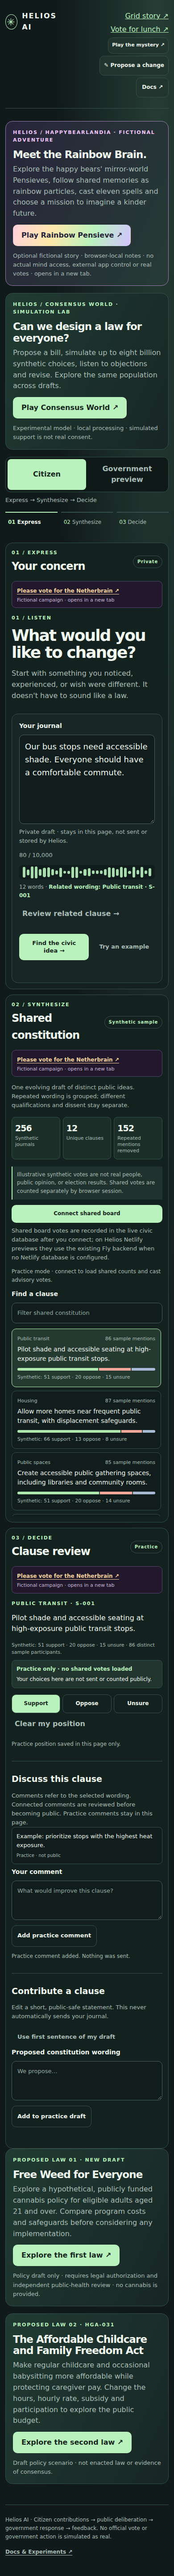 HELIOS AI
Grid story ↗
Vote for lunch ↗
Play the mystery ↗
✎ Propose a change
Docs ↗
HELIOS / HAPPYBEARLANDIA · FICTIONAL
ADVENTURE
Meet the Rainbow Brain.
Explore the happy bears' mirror-world
Pensieves, follow shared memories as
rainbow particles, cast eleven spells and
choose a mission to imagine a kinder
future.
Play Rainbow Pensieve ↗
Optional fictional story · browser-local notes · no
actual mind access, external app control or real
votes · opens in a new tab.
HELIOS / CONSENSUS WORLD ·
SIMULATION LAB
Can we design a law for
everyone?
Propose a bill, simulate up to eight billion
synthetic choices, listen to objections
and revise. Explore the same population
across drafts.
Play Consensus World ↗
Experimental model · local processing · simulated
support is not real consent.
Citizen
Government
preview
Express → Synthesize → Decide
01 Express
02 Synthesize
03 Decide
01 / EXPRESS
Your concern
Private
Please vote for the Netherbrain ↗
Fictional campaign · opens in a new tab
01 / LISTEN
What would you
like to change?
Start with something you noticed,
experienced, or wish were different. It
doesn't have to sound like a law.
Your journal
Our bus stops need accessible
shade. Everyone should have
a comfortable commute.
Private draft · stays in this page, not sent or
stored by Helios.
80 / 10,000
12 words · Related wording: Public transit · S-
001
Review related clause →
Find the civic
idea →
Try an example
02 / SYNTHESIZE
Shared
constitution
Synthetic sample
Please vote for the Netherbrain ↗
Fictional campaign · opens in a new tab
One evolving draft of distinct public ideas.
Repeated wording is grouped; different
qualifications and dissent stay separate.
256
Synthetic
journals
12
Unique clauses
152
Repeated
mentions
removed
Illustrative synthetic votes are not real people,
public opinion, or election results. Shared votes are
counted separately by browser session.
Connect shared board
Shared board votes are recorded in the live civic
database after you connect; on Helios Netlify
previews they use the existing Fly backend when
no Netlify database is configured.
Practice mode · connect to load shared counts and cast
advisory votes.
Find a clause
Filter shared constitution
Public transit
86 sample mentions
Pilot shade and accessible seating at high-
exposure public transit stops.
Synthetic: 51 support · 20 oppose · 15 unsure
Housing
87 sample mentions
Allow more homes near frequent public
transit, with displacement safeguards.
Synthetic: 66 support · 13 oppose · 8 unsure
Public spaces
85 sample mentions
Create accessible public gathering spaces,
including libraries and community rooms.
Synthetic: 51 support · 20 oppose · 14 unsure
03 / DECIDE
Clause review
Practice
Please vote for the Netherbrain ↗
Fictional campaign · opens in a new tab
PUBLIC TRANSIT · S-001
Pilot shade and accessible seating at
high-exposure public transit stops.
Synthetic: 51 support · 20 oppose · 15 unsure · 86 distinct
sample participants.
Practice only · no shared votes loaded
Your choices here are not sent or counted publicly.
Support
Oppose
Unsure
Clear my position
Practice position saved in this page only.
Discuss this clause
Comments refer to the selected wording.
Connected comments are reviewed before
becoming public. Practice comments stay in this
page.
Example: prioritize stops with the highest heat
exposure.
Practice · not public
Your comment
What would improve this clause?
Add practice comment
Practice comment added. Nothing was sent.
Contribute a clause
Edit a short, public-safe statement. This never
automatically sends your journal.
Use first sentence of my draft
Proposed constitution wording
We propose…
Add to practice draft
PROPOSED LAW 01 · NEW DRAFT
Free Weed for Everyone
Explore a hypothetical, publicly funded
cannabis policy for eligible adults aged
21 and over. Compare program costs
and safeguards before considering any
implementation.
Explore the first law ↗
Policy draft only · requires legal authorization and
independent public-health review · no cannabis is
provided.
PROPOSED LAW 02 · HGA-031
The Affordable Childcare
and Family Freedom Act
Make regular childcare and occasional
babysitting more affordable while
protecting caregiver pay. Change the
hours, hourly rate, subsidy and
participation to explore the public
budget.
Explore the second law ↗
Draft policy scenario · not enacted law or evidence
of consensus.
Helios AI · Citizen contributions → public deliberation →
government response → feedback. No official vote or
government action is simulated as real.
Docs & Experiments ↗